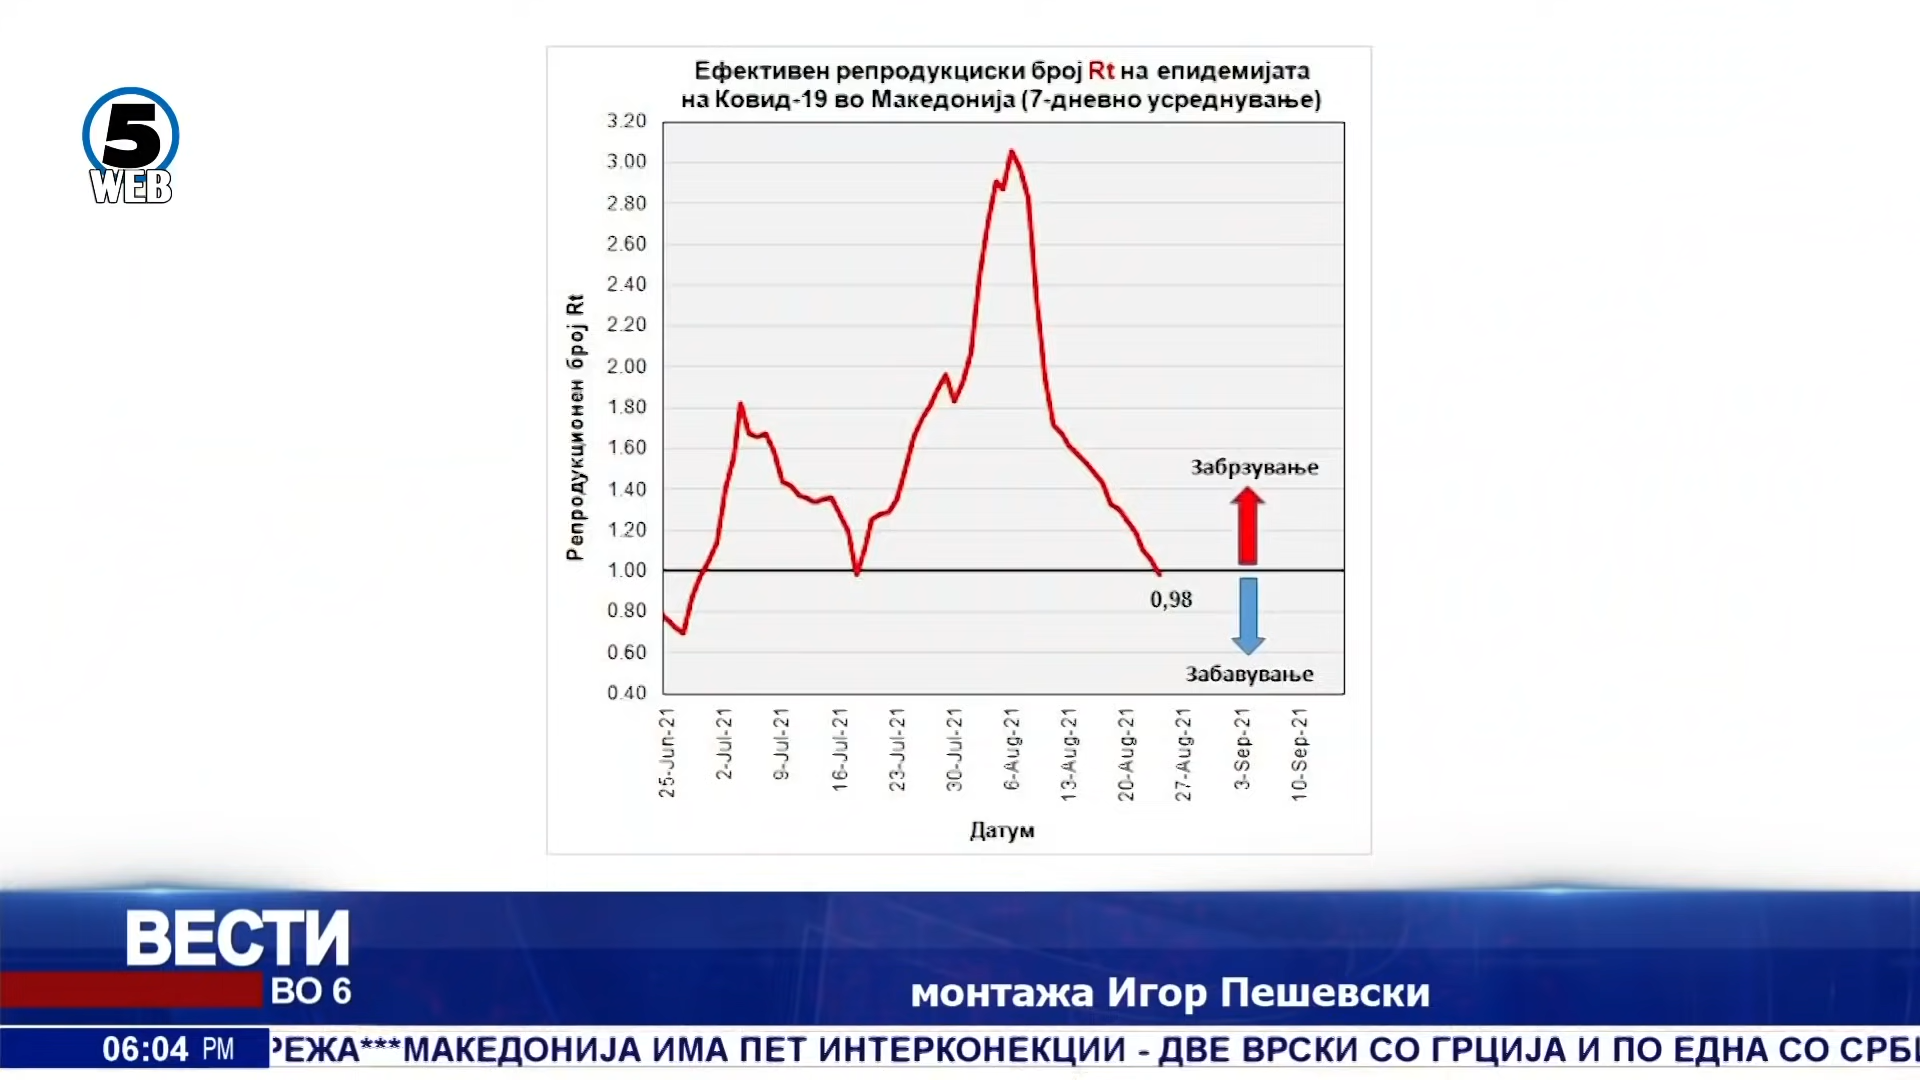 5
WEB
Ефективен репродукциски број Rt на епидемијата
на Ковид-19 во Македонија (7-дневно усреднување)
Репродукционен број Rt
3.20
3.00
2.80
2.60
2.40
2.20
2.00
1.80
1.60
1.40
1.20
1.00
0.80
0.60
0.40
Забрзување
0,98
Забавување
25-Jun-21
2-Jul-21
9-Jul-21
16-Jul-21
23-Jul-21
30-Jul-21
6-Aug-21
13-Aug-21
20-Aug-21
27-Aug-21
3-Sep-21
10-Sep-21
Датум
ВЕСТИ
ВО 6
монтажа Игор Пешевски
06:04 PM
РЕЖА***МАКЕДОНИЈА ИМА ПЕТ ИНТЕРКОНЕКЦИИ - ДВЕ ВРСКИ СО ГРЦИЈА И ПО ЕДНА СО СРБ